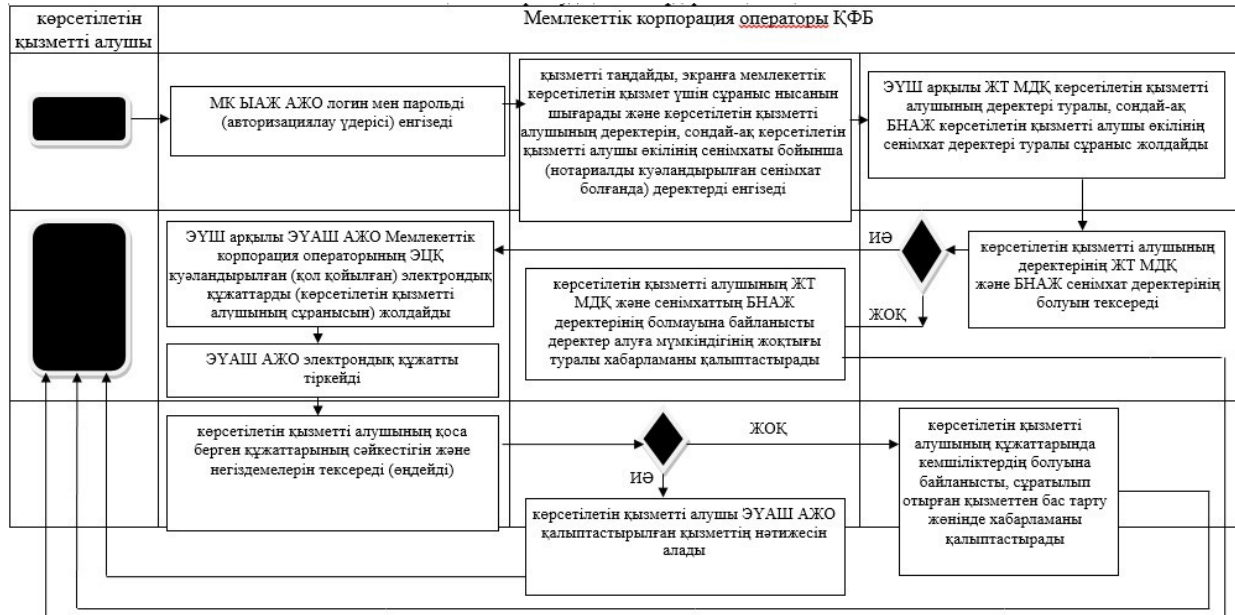 көрсетілетін
қызметті алушы
Мемлекеттік корпорация операторы ҚФБ
МК ЫАЖ АЖО логин мен парольді
(авторизациялау үдерісі) енгізеді
қызметті таңдайды, экранға мемлекеттік
көрсетілетін қызмет үшін сұраныс нысанын
шығарады және көрсетілетін қызметті
алушының деректерін, сондай-ақ көрсетілетін
қызметті алушы өкілінің сенімхаты бойынша
(нотариалды куәландырылған сенімхат
болғанда) деректерді енгізеді
ЭҮШ арқылы ЖТ МДҚ көрсетілетін қызметті
алушының деректері туралы, сондай-ақ
БНАЖ көрсетілетін қызметті алушы өкілінің
сенімхат деректері туралы сұраныс жолдайды
ЭҮШ арқылы ЭҮАШ АЖО Мемлекеттік
корпорация операторының ЭЦҚ
куәландырылған (қол қойылған) электрондық
құжаттарды (көрсетілетін қызметті
алушының сұранысын) жолдайды
ИӘ
көрсетілетін қызметті алушының
деректерінің ЖТ МДҚ
және БНАЖ сенімхат деректерінің
болуын тексереді
көрсетілетін қызметті алушының ЖТ
МДҚ және сенімхаттың БНАЖ
деректерінің болмауына байланысты
деректер алуға мүмкіндігінің жоқтығы
туралы хабарламаны қалыптастырады
ЖОҚ
ЭҮАШ АЖО электрондық құжатты
тіркейді
көрсетілетін қызметті алушының қоса
берген құжаттарының сәйкестігін және
негіздемелерін тексереді (өңдейді)
ЖОҚ
ИӘ
көрсетілетін қызметті
алушының құжаттарында
кемшіліктердің болуына
байланысты, сұратылып
отырған қызметтен бас тарту
жөнінде хабарламаны
қалыптастырады
көрсетілетін қызметті алушы ЭҮАШ АЖО
қалыптастырылған қызметтің нәтижесін
алады